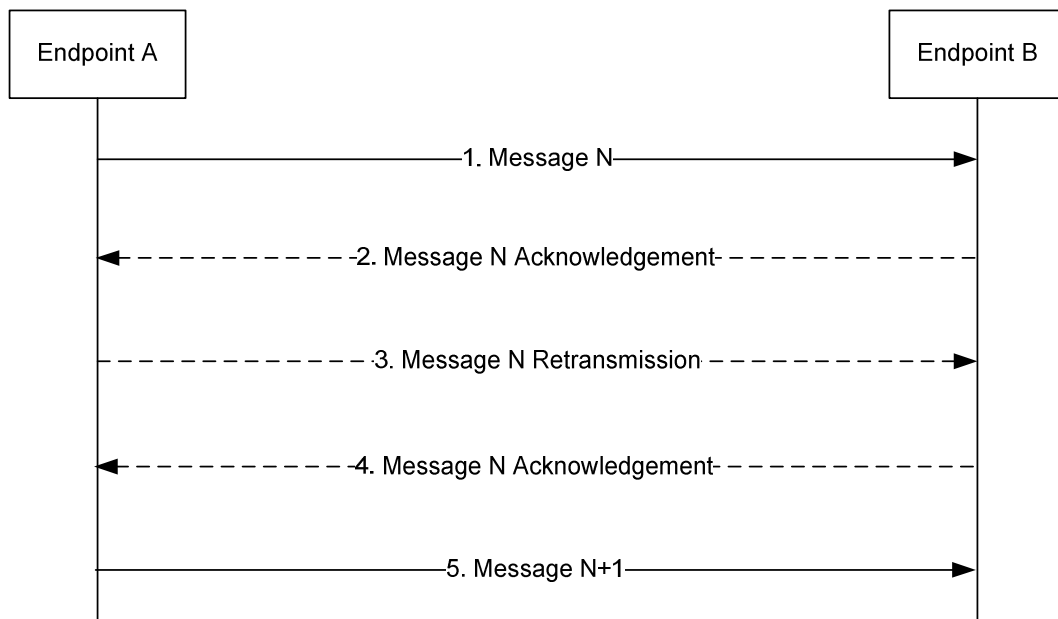 Endpoint A
Endpoint B
1. Message N
2. Message N Acknowledgement
3. Message N Retransmission
4. Message N Acknowledgement
5. Message N+1